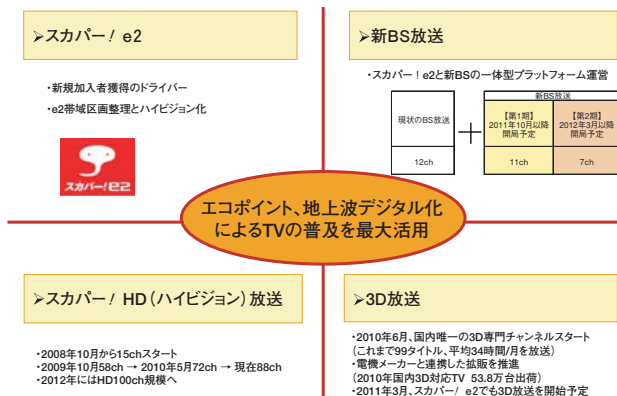 ➢スカパー！e2
・新規加入者獲得のドライバー
・e2帯域区画整理とハイビジョン化
スカパー!e2
➢新BS放送
・スカパー！e2と新BSの一体型プラットフォーム運営
新BS放送
現状のBS放送
【第1期】
2011年10月以降
開局予定
【第2期】
2012年3月以降
開局予定
＋
12ch
11ch
7ch
エコポイント、地上波デジタル化
によるTVの普及を最大活用
➢スカパー！HD（ハイビジョン）放送
・2008年10月から15chスタート
・2009年10月58ch → 2010年5月72ch → 現在88ch
・2012年にはHD100ch規模へ
➢3D放送
・2010年6月、国内唯一の3D専門チャンネルスタート
（これまで99タイトル、平均34時間/月を放送）
・電機メーカーと連携した拡販を推進
（2010年国内3D対応TV 53.8万台出荷）
・2011年3月、スカパー！e2でも3D放送を開始予定